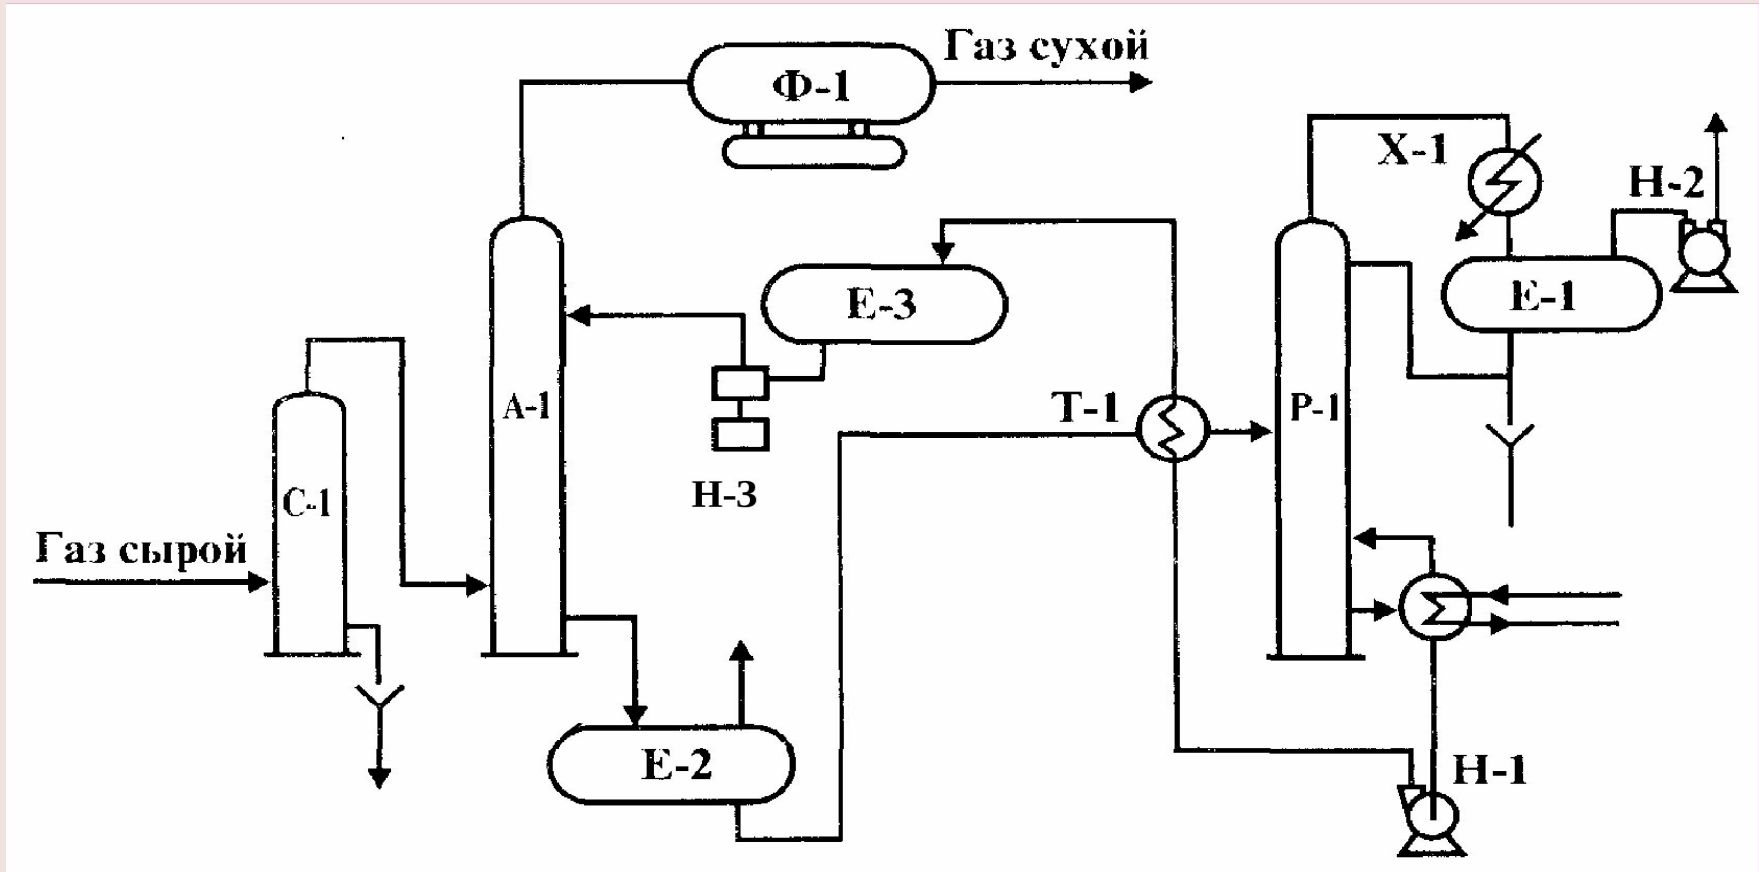 Газ сухой
Ф-1
Х-1
Н-2
Е-3
Е-1
А-1
Т-1
Р-1
С-1
Н-3
Газ сырой
Е-2
Н-1